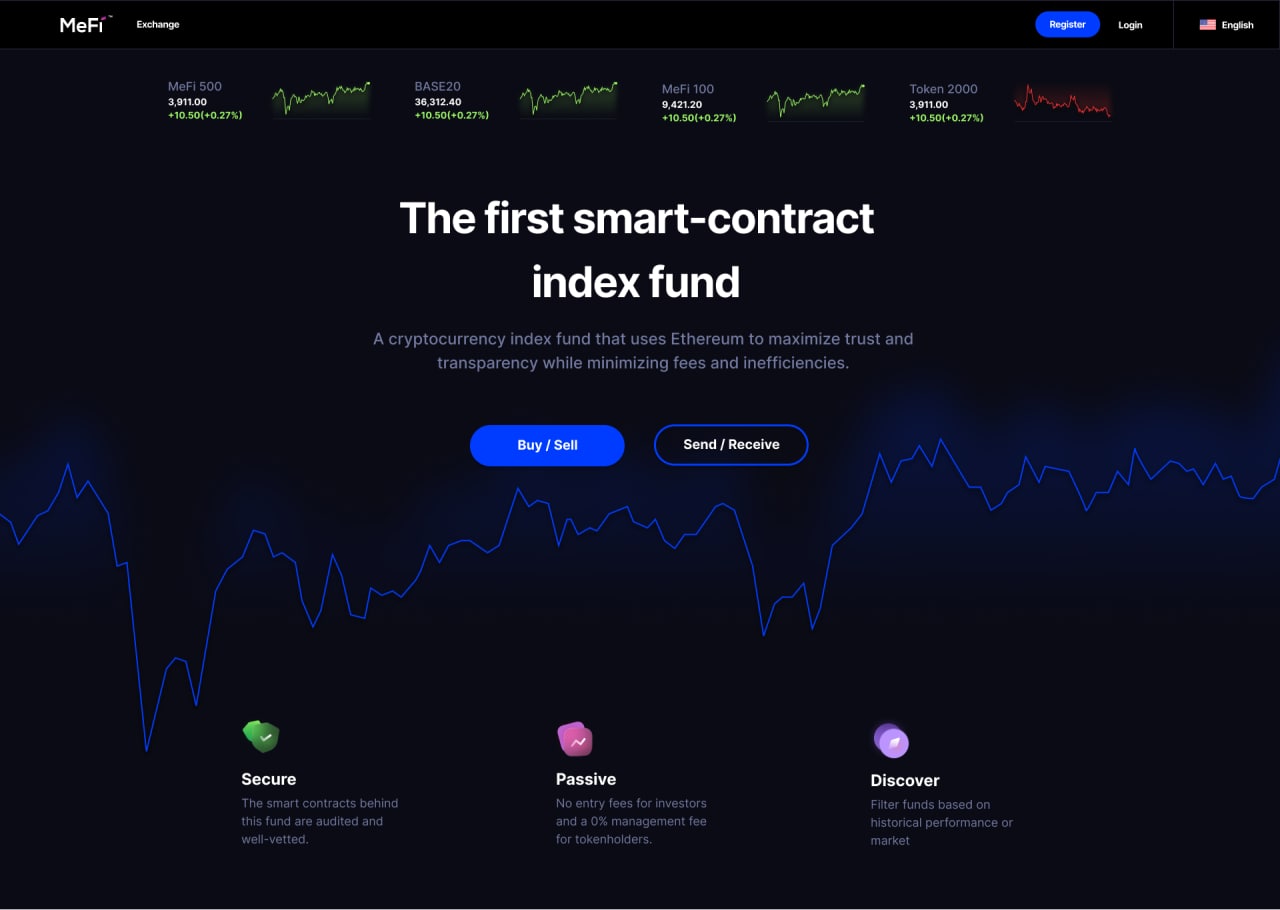 MeFi™
Exchange
Register
Login
English
MeFi 500
3,911.00
+10.50(+0.27%)
BASE20
36,312.40
+10.50(+0.27%)
MeFi 100
9,421.20
+10.50(+0.27%)
Token 2000
3,911.00
+10.50(+0.27%)
The first smart-contract
index fund
A cryptocurrency index fund that uses Ethereum to maximize trust and
transparency while minimizing fees and inefficiencies.
Buy / Sell
Send / Receive
Secure
The smart contracts behind
this fund are audited and
well-vetted.
Passive
No entry fees for investors
and a 0% management fee
for tokenholders.
Discover
Filter funds based on
historical performance or
market